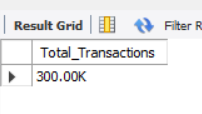 Result Grid Filter R
Total_Transactions
300.00K